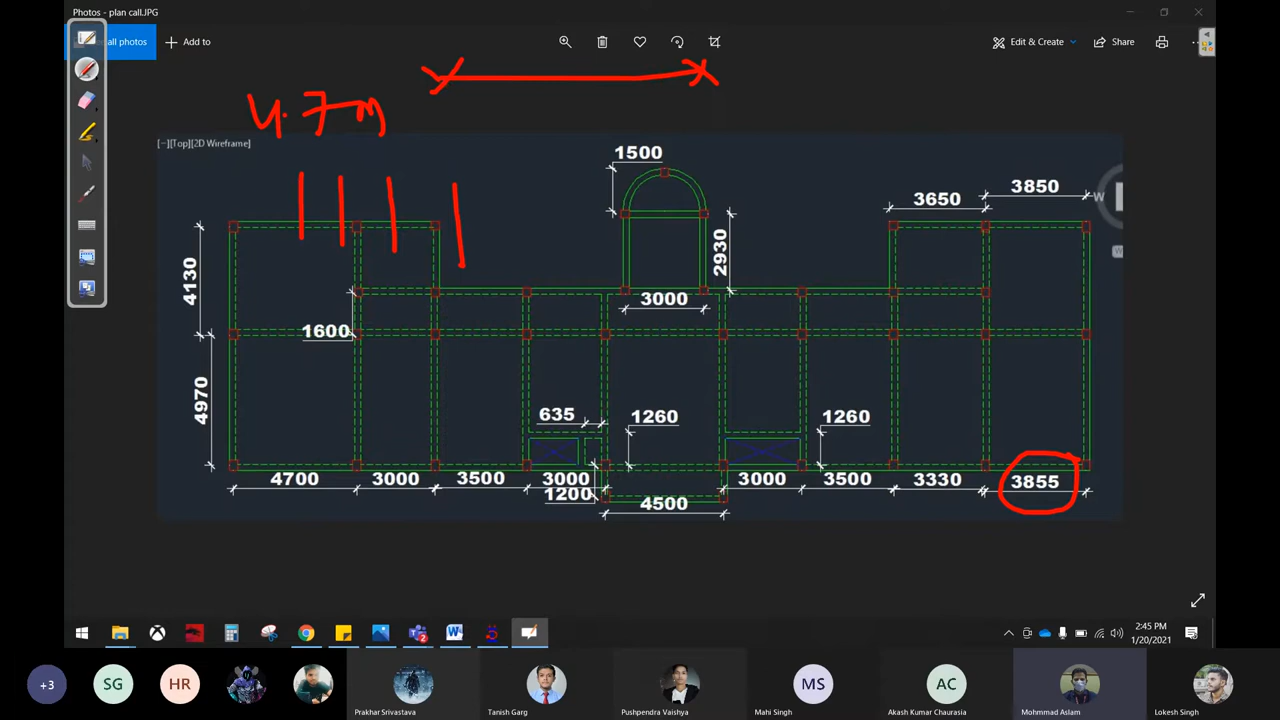 Photos - plan call.JPG
all photos
Add to
Edit & Create
Share
4.7m
[−][Top][2D Wireframe]
W
1500
3650
3850
4130
2930
3000
1600
4970
635
1260
1260
4700
3000
3500
3000
3000
3500
3330
3855
1200
4500
2:45 PM
1/20/2021
+3
SG
HR
MS
AC
Prakhar Srivastava
Tanish Garg
Pushpendra Vaishya
Mahi Singh
Akash Kumar Chaurasia
Mohmmad Aslam
Lokesh Singh